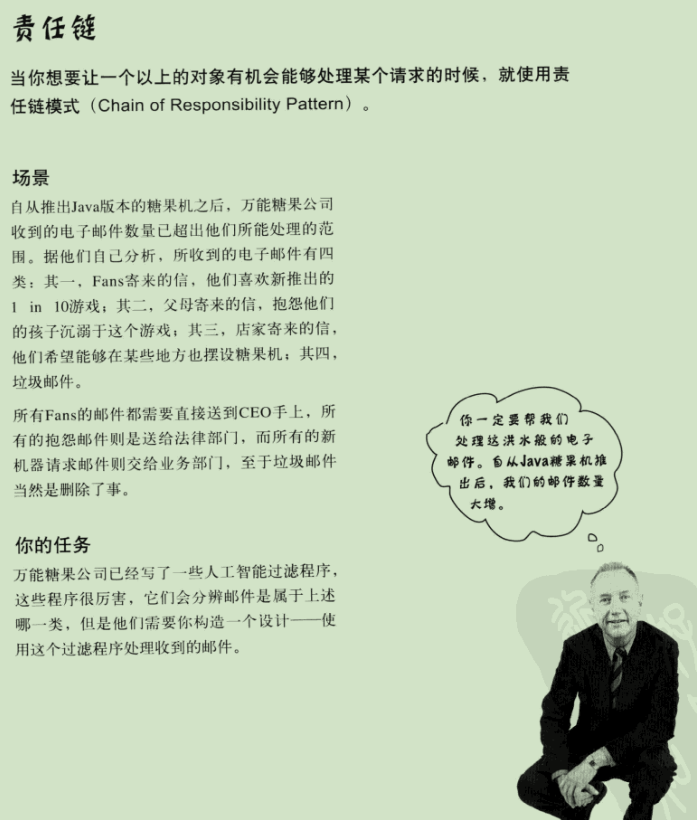 责任链
当你想要让一个以上的对象有机会能够处理某个请求的时候，就使用责
任链模式（Chain of Responsibility Pattern）。
场景
自从推出Java版本的糖果机之后，万能糖果公司
收到的电子邮件数量已超出他们所能处理的范
围。据他们自己分析，所收到的电子邮件有四
类：其一，Fans寄来的信，他们喜欢新推出的
1 in 10游戏；其二，父母寄来的信，抱怨他们
的孩子沉溺于这个游戏；其三，店家寄来的信，
他们希望能够在某些地方也摆设糖果机；其四，
垃圾邮件。
所有Fans的邮件都需要直接送到CEO手上，所
有的抱怨邮件则是送给法律部门，而所有的新
机器请求邮件则交给业务部门，至于垃圾邮件
当然是删除了事。
你的任务
万能糖果公司已经写了一些人工智能过滤程序，
这些程序很厉害，它们会分辨邮件是属于上述
哪一类，但是他们需要你构造一个设计——使
用这个过滤程序处理收到的邮件。
你一定要帮我们
处理这洪水般的电子
邮件。自从Java糖果机推
出后，我们的邮件数量
大增。